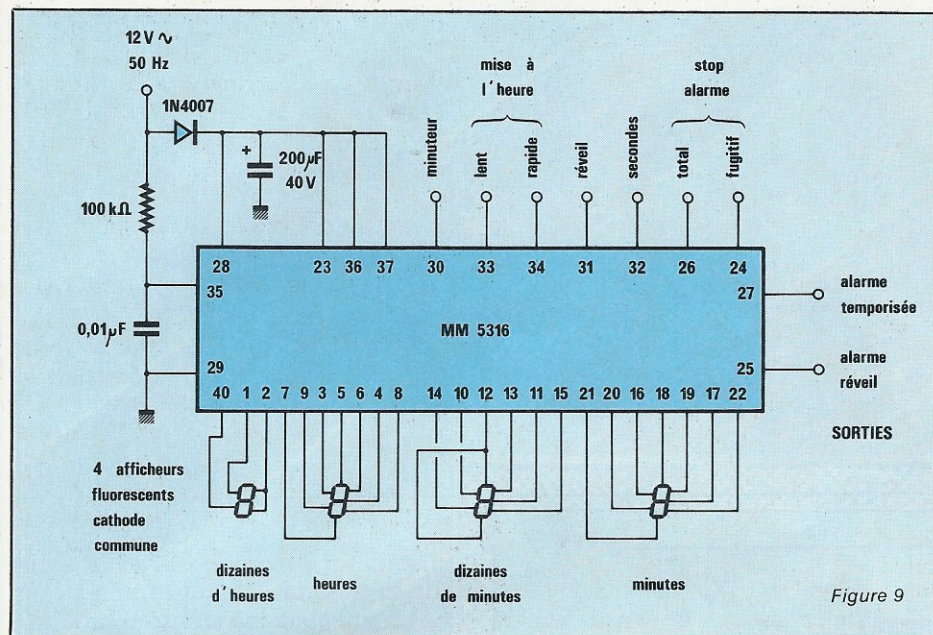 12 V ∿
50 Hz
1N4007
+
200µF
40 V
100 kΩ
0,01µF
mise à
l'heure
stop
alarme
minuteur
lent
rapide
réveil
secondes
total
fugitif
28 23 36 37 30 33 34 31 32 26 24
35
27
MM 5316
29
25
40 1 2 7 9 3 5 6 4 8 14 10 12 13 11 15 21 20 16 18 19 17 22
alarme
temporisée
alarme
réveil
SORTIES
4 afficheurs
fluorescents
cathode
commune
dizaines
d'heures
heures
dizaines
de minutes
minutes
Figure 9